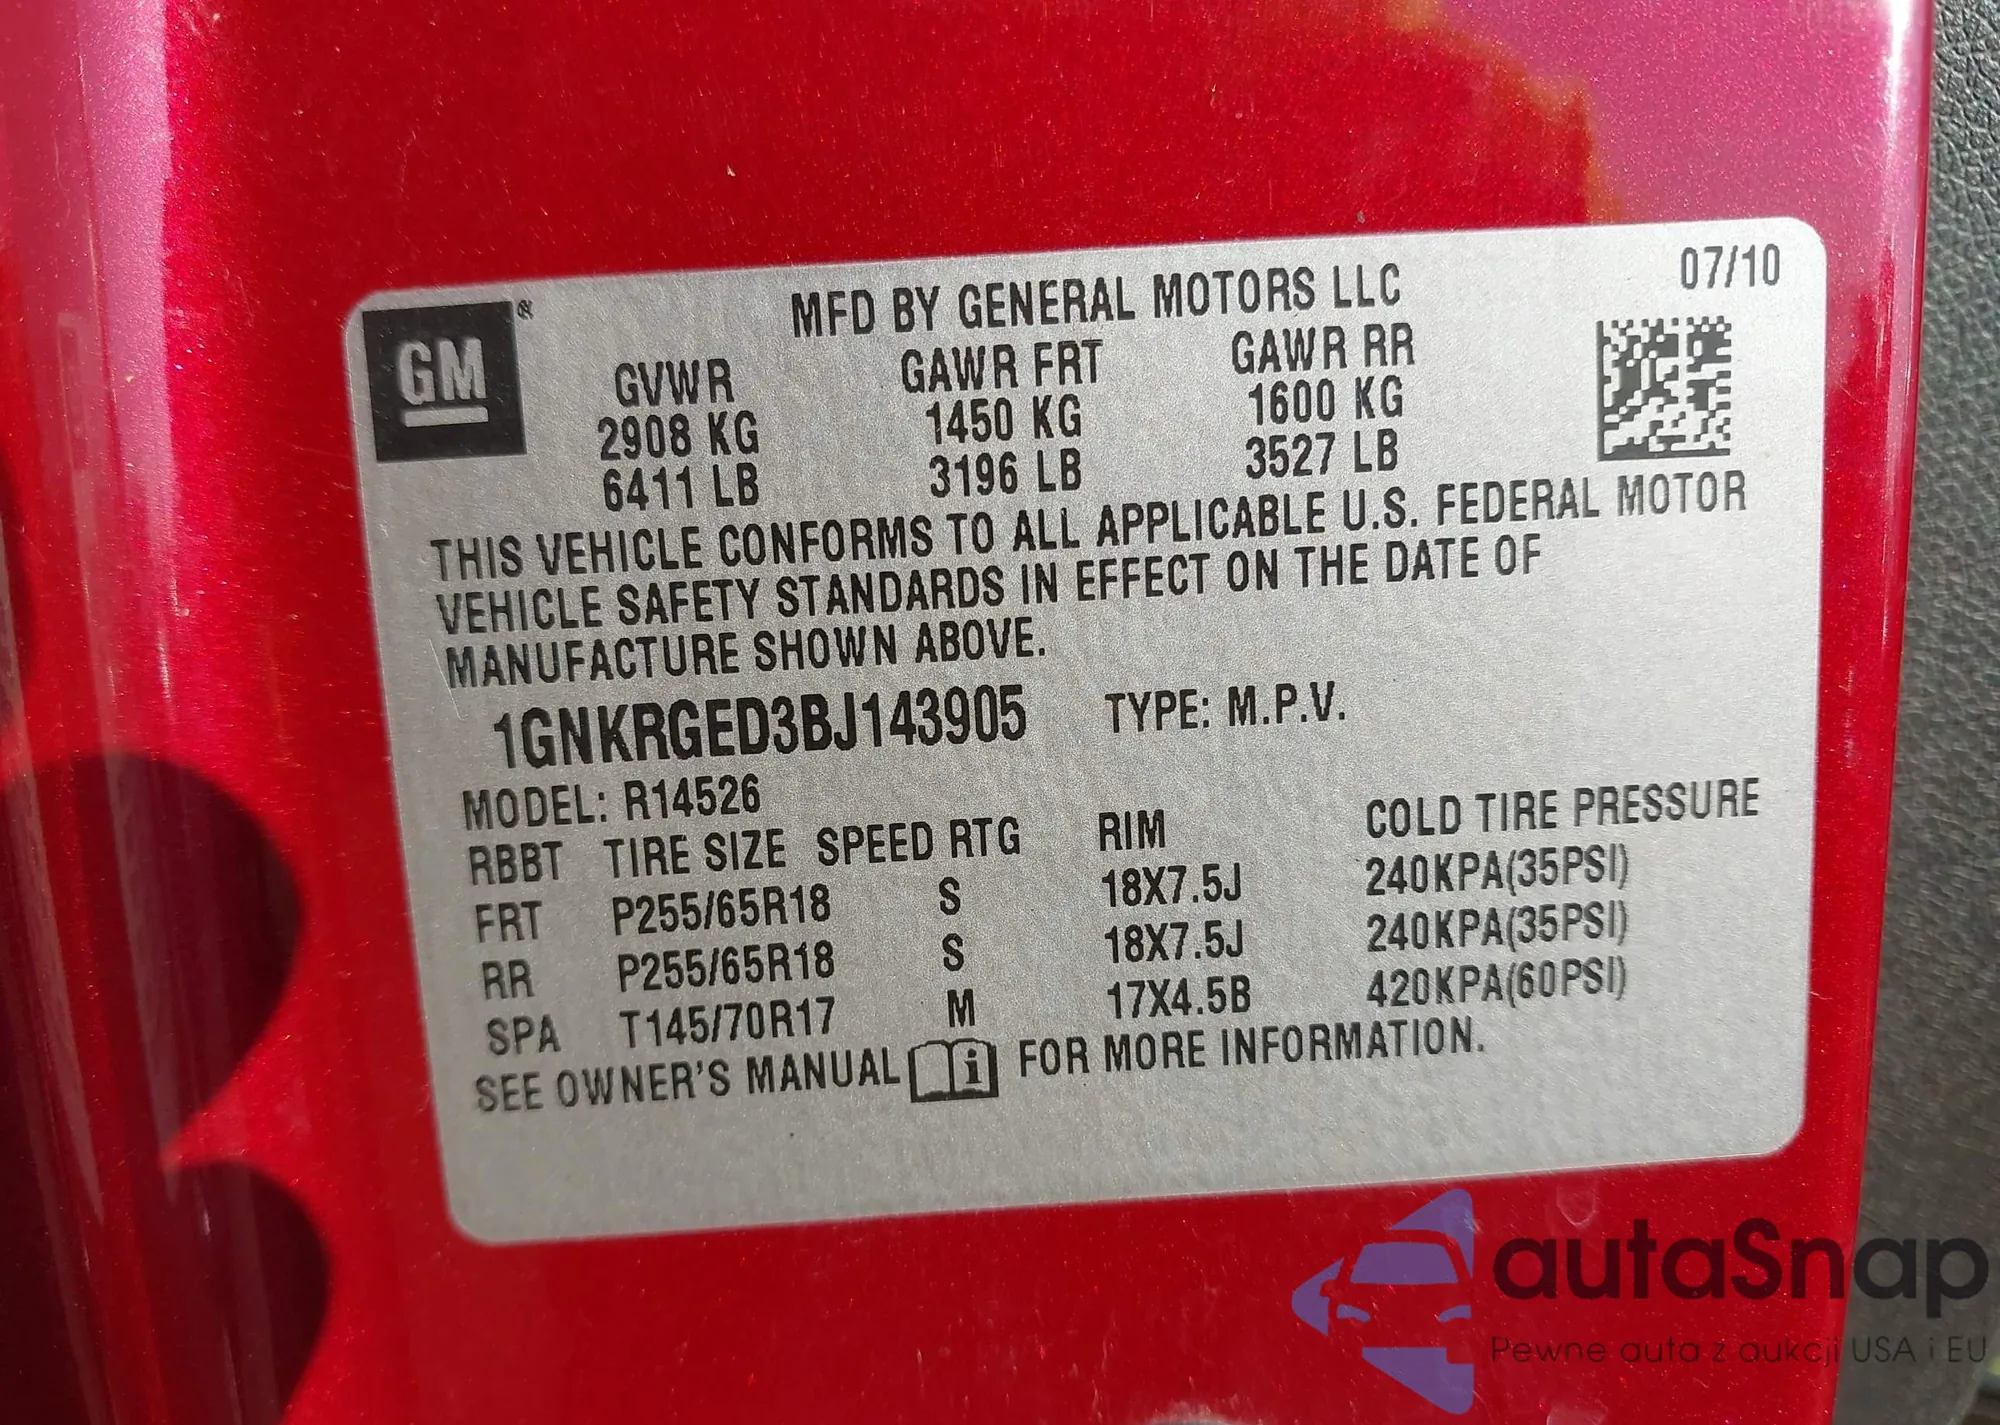 GM®
MFD BY GENERAL MOTORS LLC 07/10
GVWR GAWR FRT GAWR RR
2908 KG 1450 KG 1600 KG
6411 LB 3196 LB 3527 LB
THIS VEHICLE CONFORMS TO ALL APPLICABLE U.S. FEDERAL MOTOR
VEHICLE SAFETY STANDARDS IN EFFECT ON THE DATE OF
MANUFACTURE SHOWN ABOVE.
1GNKRGED3BJ143905 TYPE: M.P.V.
MODEL: R14526
RBBT TIRE SIZE SPEED RTG RIM COLD TIRE PRESSURE
FRT P255/65R18 S 18X7.5J 240KPA(35PSI)
RR P255/65R18 S 18X7.5J 240KPA(35PSI)
SPA T145/70R17 M 17X4.5B 420KPA(60PSI)
SEE OWNER'S MANUAL i FOR MORE INFORMATION.
autaSnap
Pewne auta z aukcji USA i EU